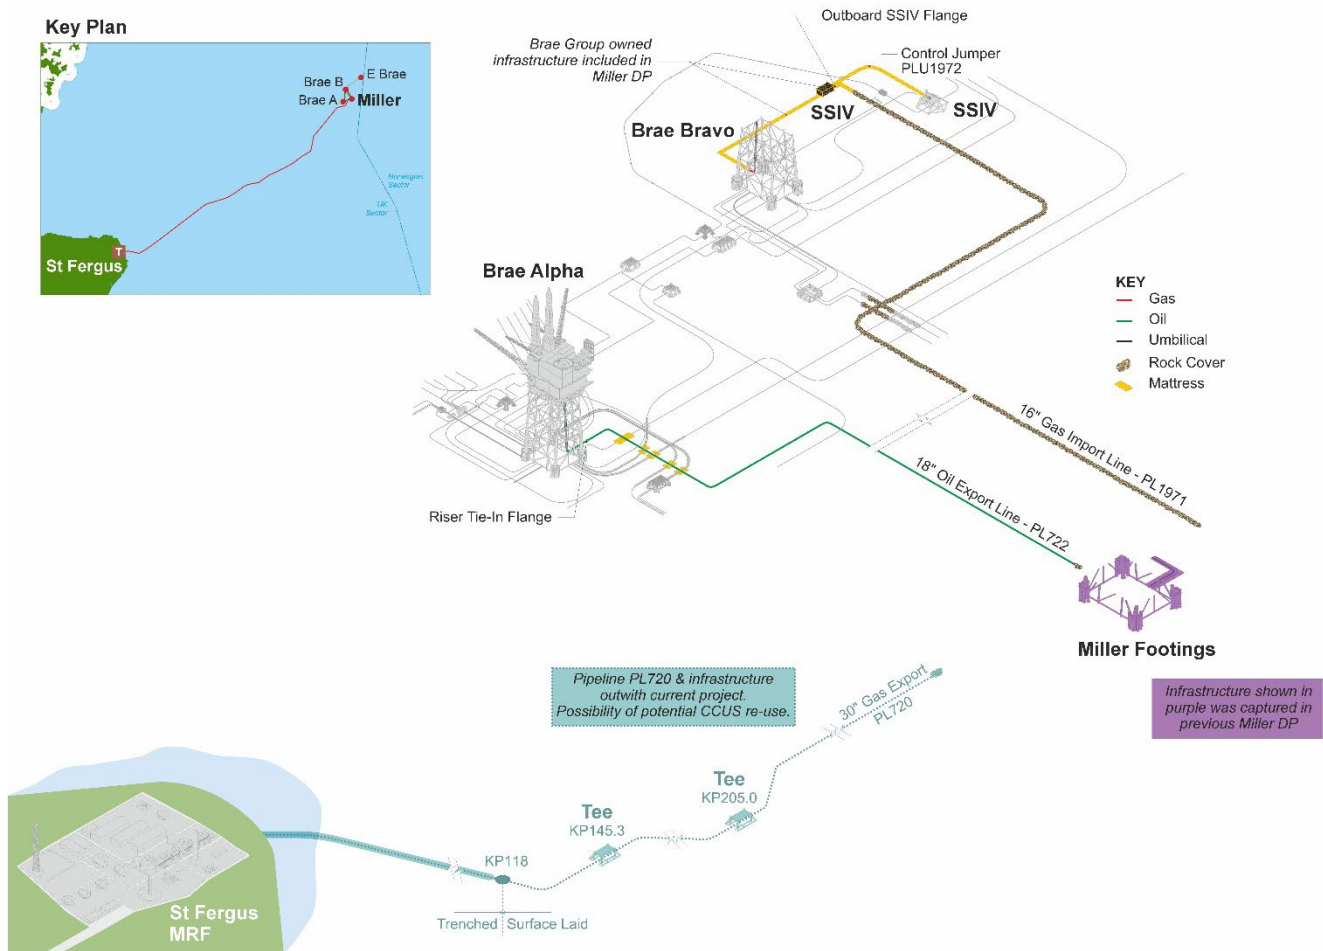 Key Plan
Brae B
E Brae
Brae A
Miller
Norwegian
Sector
UK
Sector
T
St Fergus
Outboard SSIV Flange
Brae Group owned
infrastructure included in
Miller DP
Control Jumper
PLU1972
SSIV
SSIV
Brae Bravo
Brae Alpha
KEY
Gas
Oil
Umbilical
Rock Cover
Mattress
16" Gas Import Line - PL1971
18" Oil Export Line - PL722
Riser Tie-In Flange
Miller Footings
Pipeline PL720 & infrastructure
outwith current project.
Possibility of potential CCUS re-use.
30" Gas Export
PL720
Infrastructure shown in
purple was captured in
previous Miller DP
Tee
KP205.0
Tee
KP145.3
KP118
Trenched
Surface Laid
St Fergus
MRF